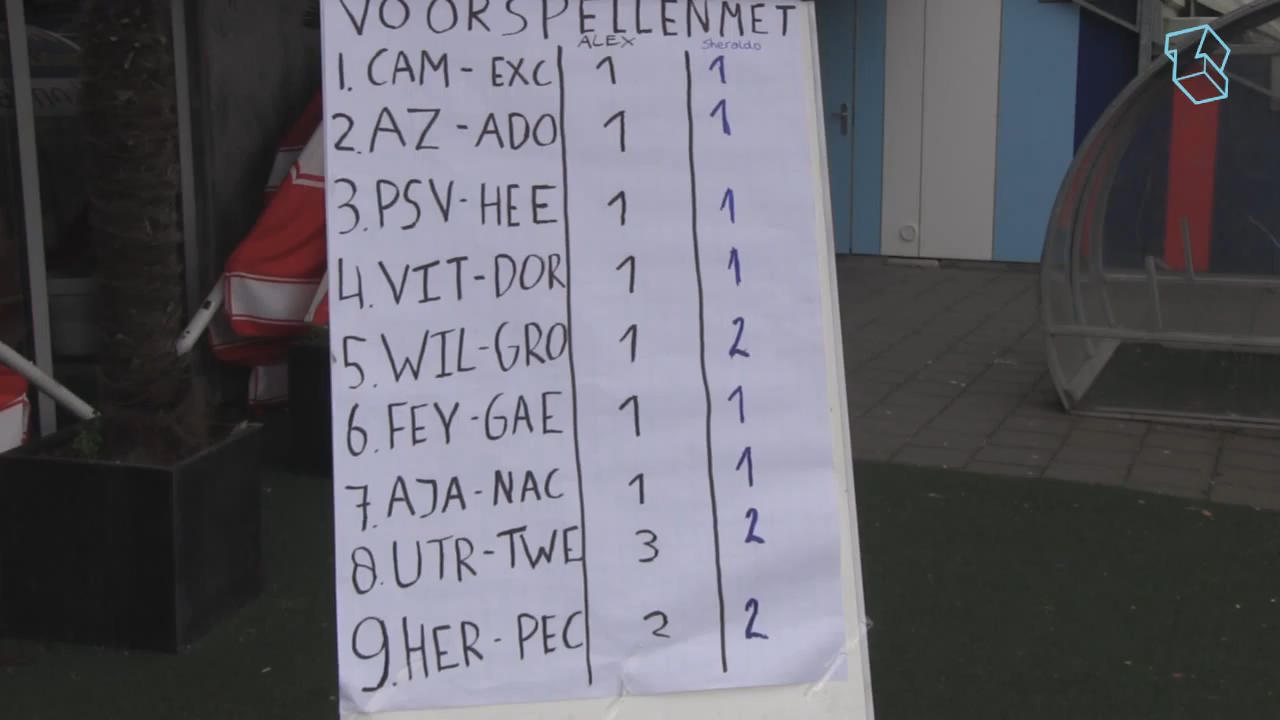 VOORSPELLEN MET
ALEX Sheraldo
1. CAM - EXC 1 1
2. AZ - ADO 1 1
3. PSV - HEE 1 1
4. VIT - DOR 1 1
5. WIL - GRO 1 2
6. FEY - GAE 1 1
7. AJA - NAC 1 1
8. UTR - TWE 3 2
9. HER - PEC 2 2